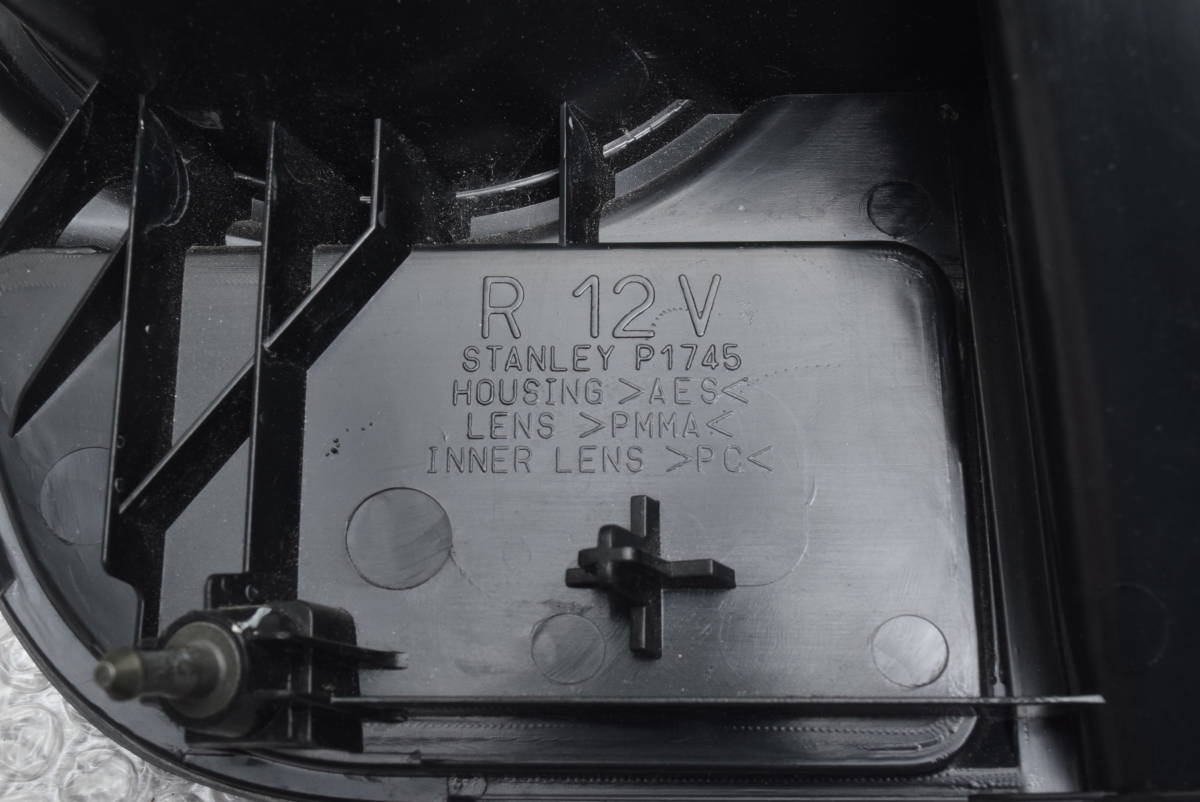 R 12V
STANLEY P1745
HOUSING >AES<
LENS >PMMA<
INNER LENS >PC<